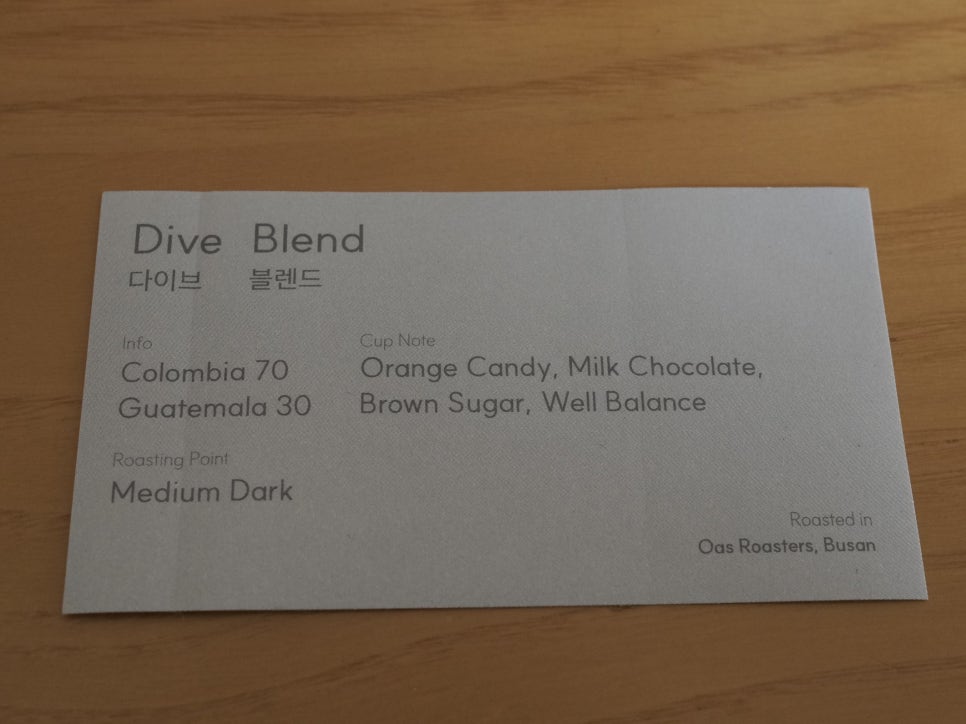 Dive Blend
다이브 블렌드
Info
Colombia 70
Guatemala 30
Cup Note
Orange Candy, Milk Chocolate,
Brown Sugar, Well Balance
Roasting Point
Medium Dark
Roasted in
Oas Roasters, Busan